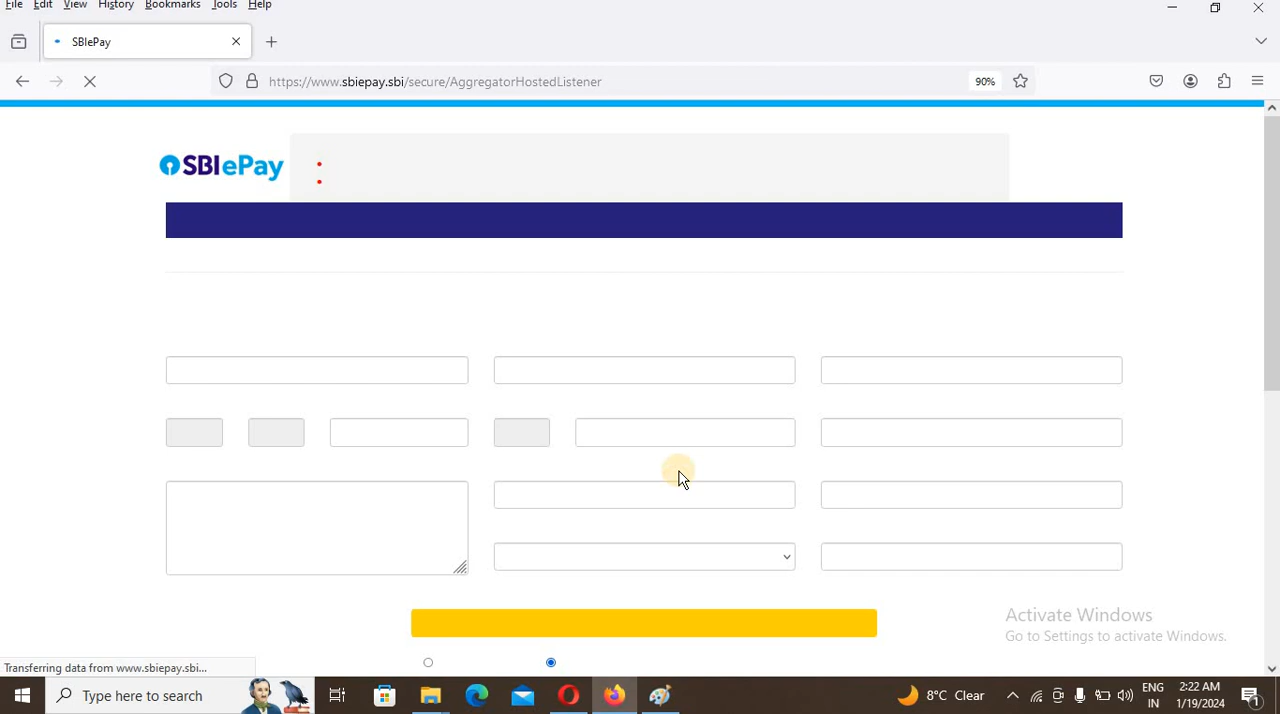 File Edit View History Bookmarks Tools Help
SBIePay
https://www.sbiepay.sbi/secure/AggregatorHostedListener 90%
SBI ePay
Activate Windows
Go to Settings to activate Windows.
Transferring data from www.sbiepay.sbi...
Type here to search
8°C Clear
ENG
IN
2:22 AM
1/19/2024
1